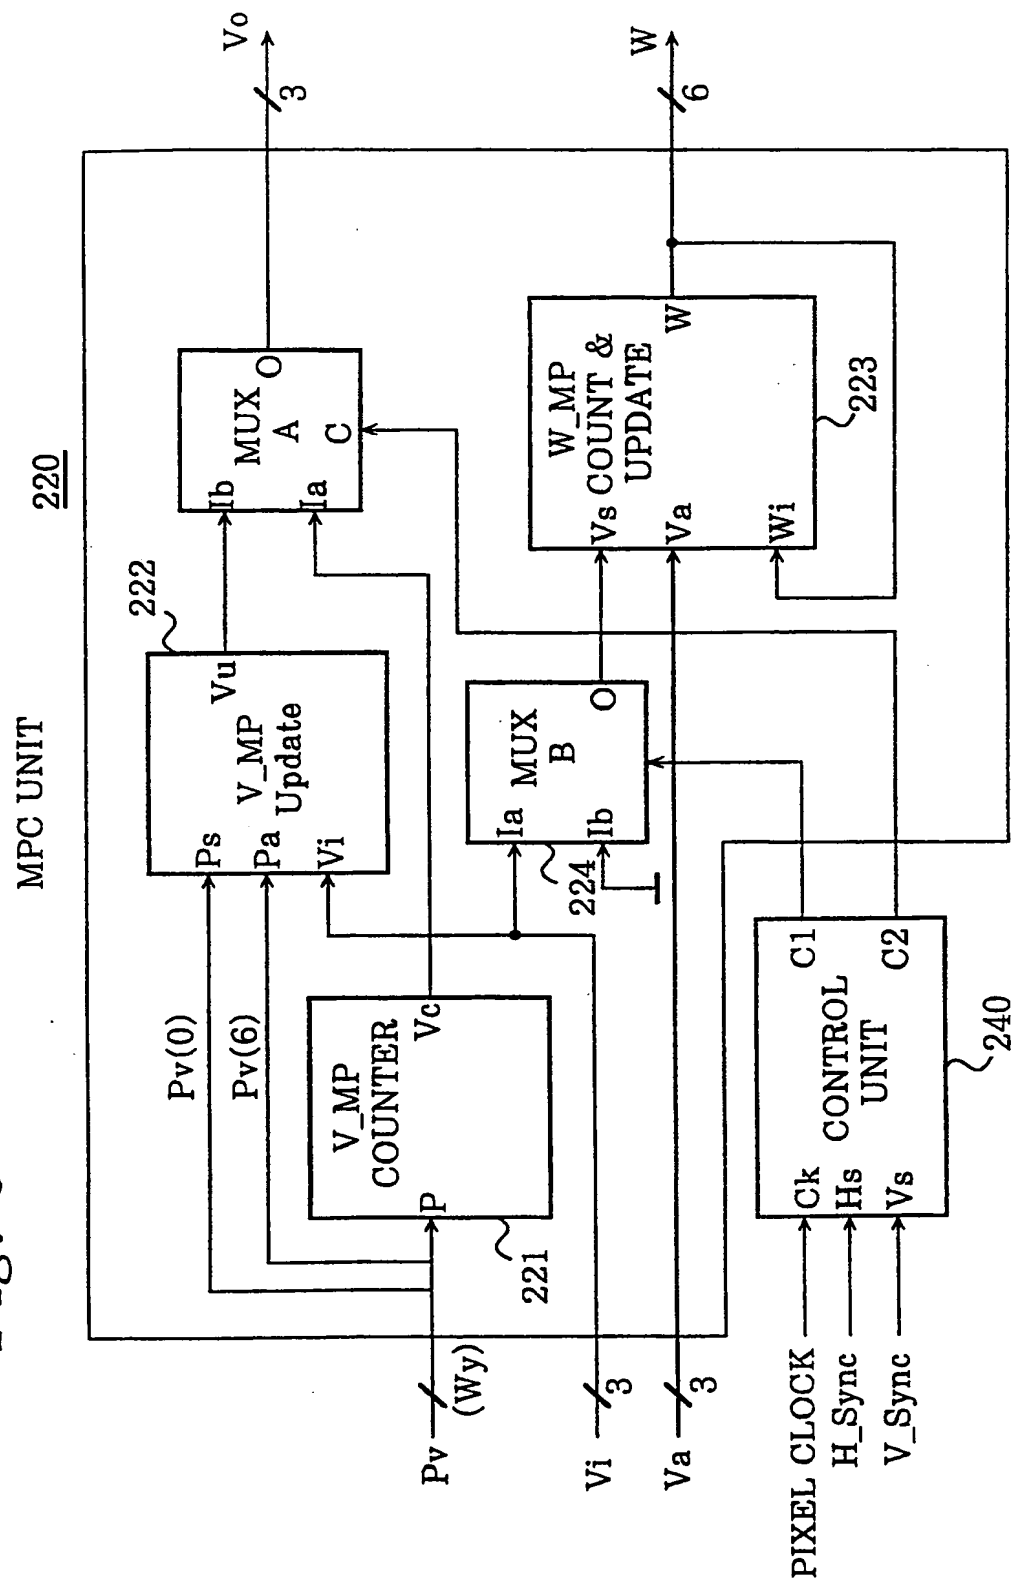 MPC UNIT
220
Pv
(Wy)
Pv(0)
Pv(6)
P
V_MP
COUNTER
Vc
221
Ps
Pa
Vi
V_MP
Update
Vu
222
Ib
Ia
MUX
A
C
O
3
Vo
Vi
3
Va
3
Ia
Ib
MUX
B
O
224
Vs
Va
Wi
W_MP
COUNT &
UPDATE
W
223
6
W
PIXEL CLOCK
H_Sync
V_Sync
Ck
Hs
Vs
CONTROL
UNIT
C1
C2
240